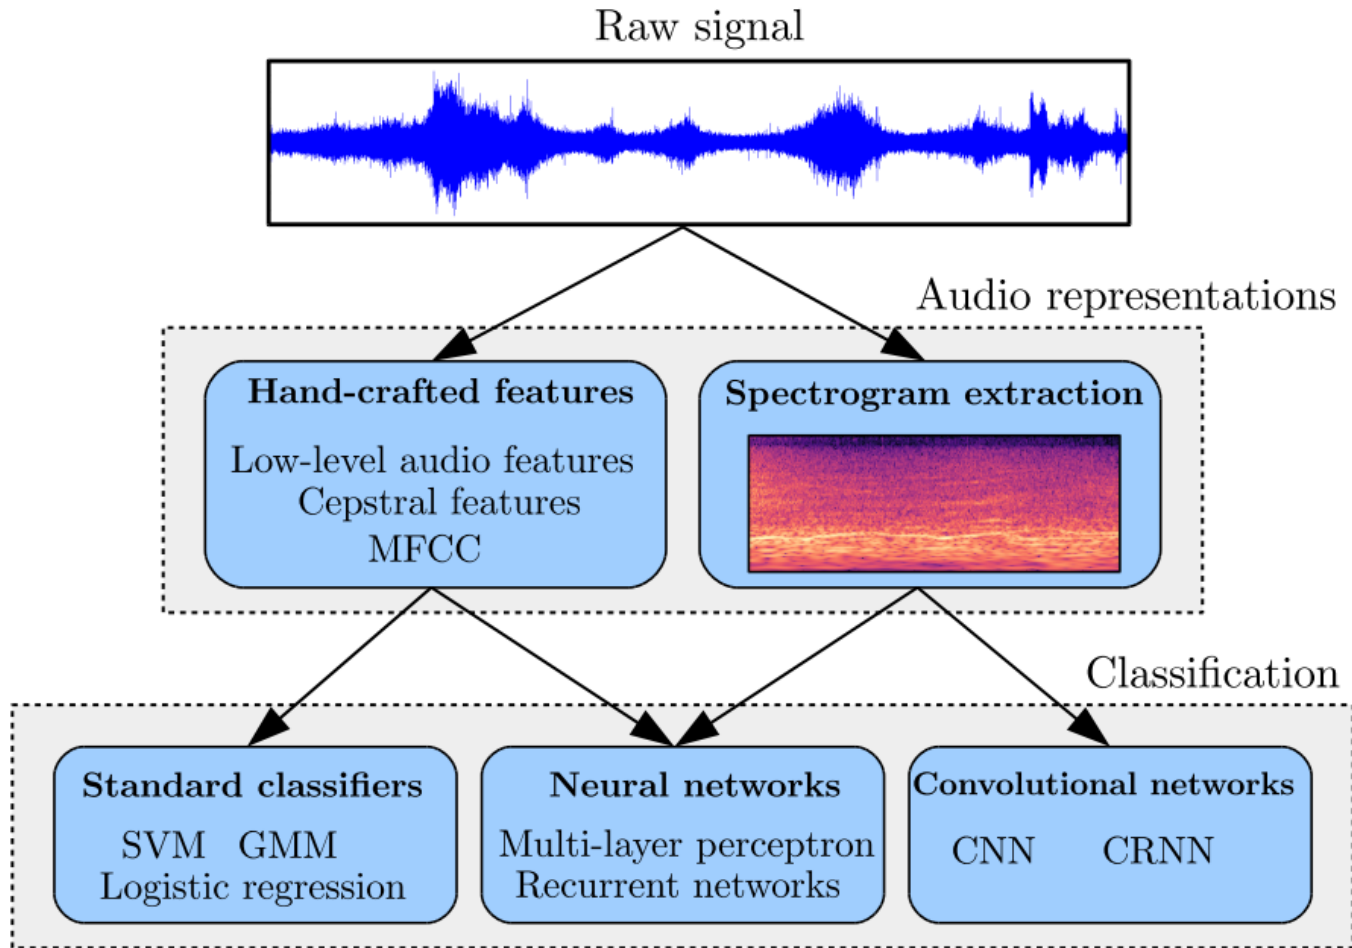 Raw signal
Audio representations
Hand-crafted features
Low-level audio features
Cepstral features
MFCC
Spectrogram extraction
Classification
Standard classifiers
SVM GMM
Logistic regression
Neural networks
Multi-layer perceptron
Recurrent networks
Convolutional networks
CNN CRNN